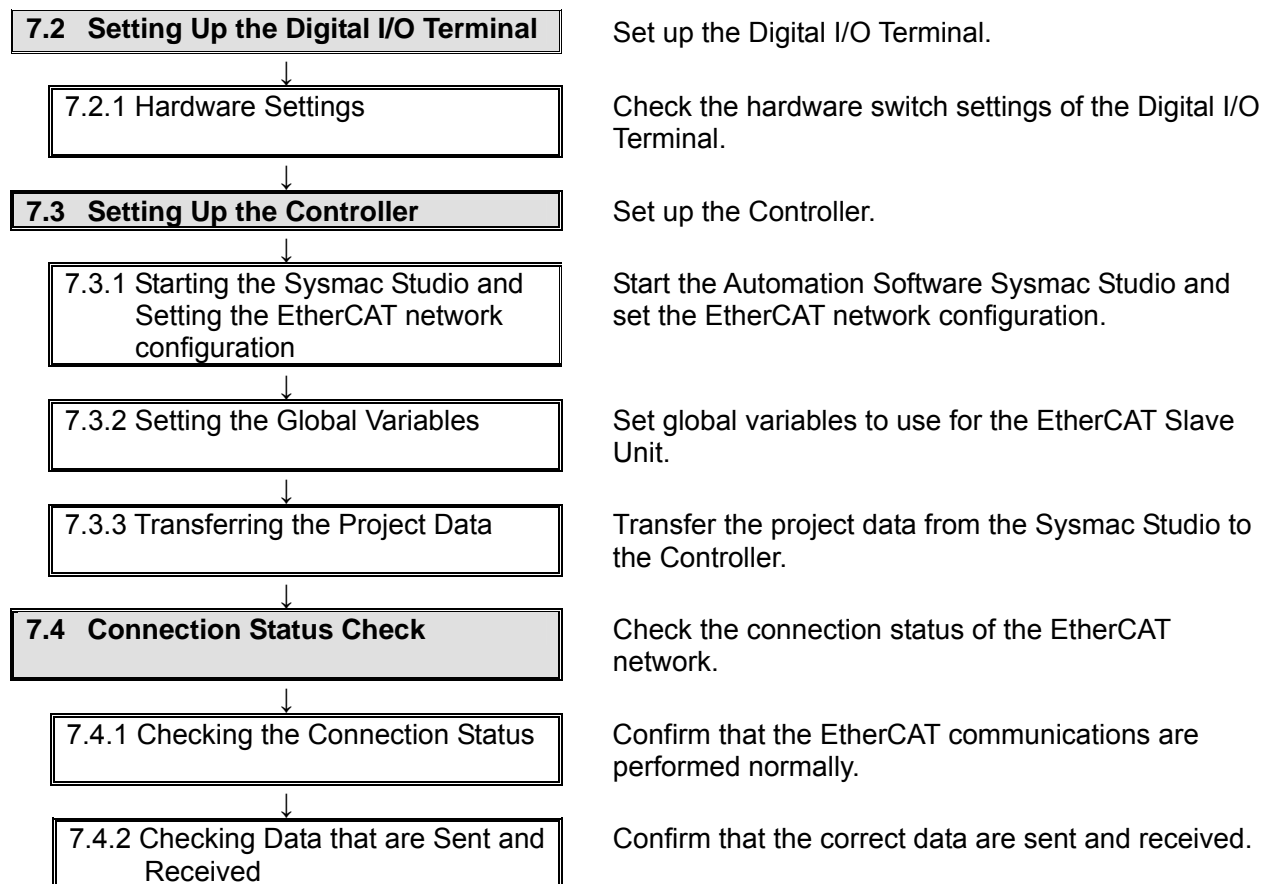 7.2 Setting Up the Digital I/O Terminal
Set up the Digital I/O Terminal.
↓
7.2.1 Hardware Settings
Check the hardware switch settings of the Digital I/O
Terminal.
↓
7.3 Setting Up the Controller
Set up the Controller.
↓
7.3.1 Starting the Sysmac Studio and
Setting the EtherCAT network
configuration
Start the Automation Software Sysmac Studio and
set the EtherCAT network configuration.
↓
7.3.2 Setting the Global Variables
Set global variables to use for the EtherCAT Slave
Unit.
↓
7.3.3 Transferring the Project Data
Transfer the project data from the Sysmac Studio to
the Controller.
↓
7.4 Connection Status Check
Check the connection status of the EtherCAT
network.
↓
7.4.1 Checking the Connection Status
Confirm that the EtherCAT communications are
performed normally.
↓
7.4.2 Checking Data that are Sent and
Received
Confirm that the correct data are sent and received.